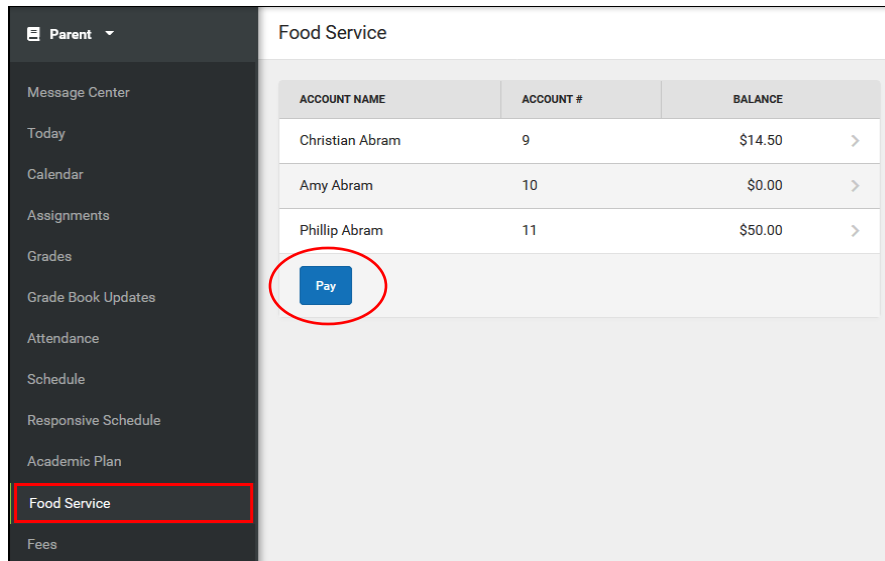 Parent
Message Center
Today
Calendar
Assignments
Grades
Grade Book Updates
Attendance
Schedule
Responsive Schedule
Academic Plan
Food Service
Fees
Food Service
ACCOUNT NAME ACCOUNT # BALANCE
Christian Abram 9 $14.50
Amy Abram 10 $0.00
Phillip Abram 11 $50.00
Pay